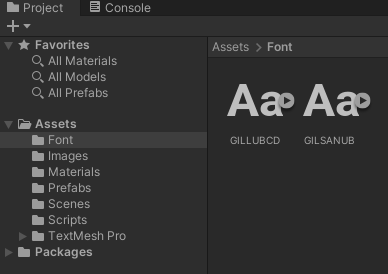 Project
Console
Favorites
All Materials
All Models
All Prefabs
Assets
Font
Images
Materials
Prefabs
Scenes
Scripts
TextMesh Pro
Packages
Assets > Font
Aa Aa
GILLUBCD GILSANUB